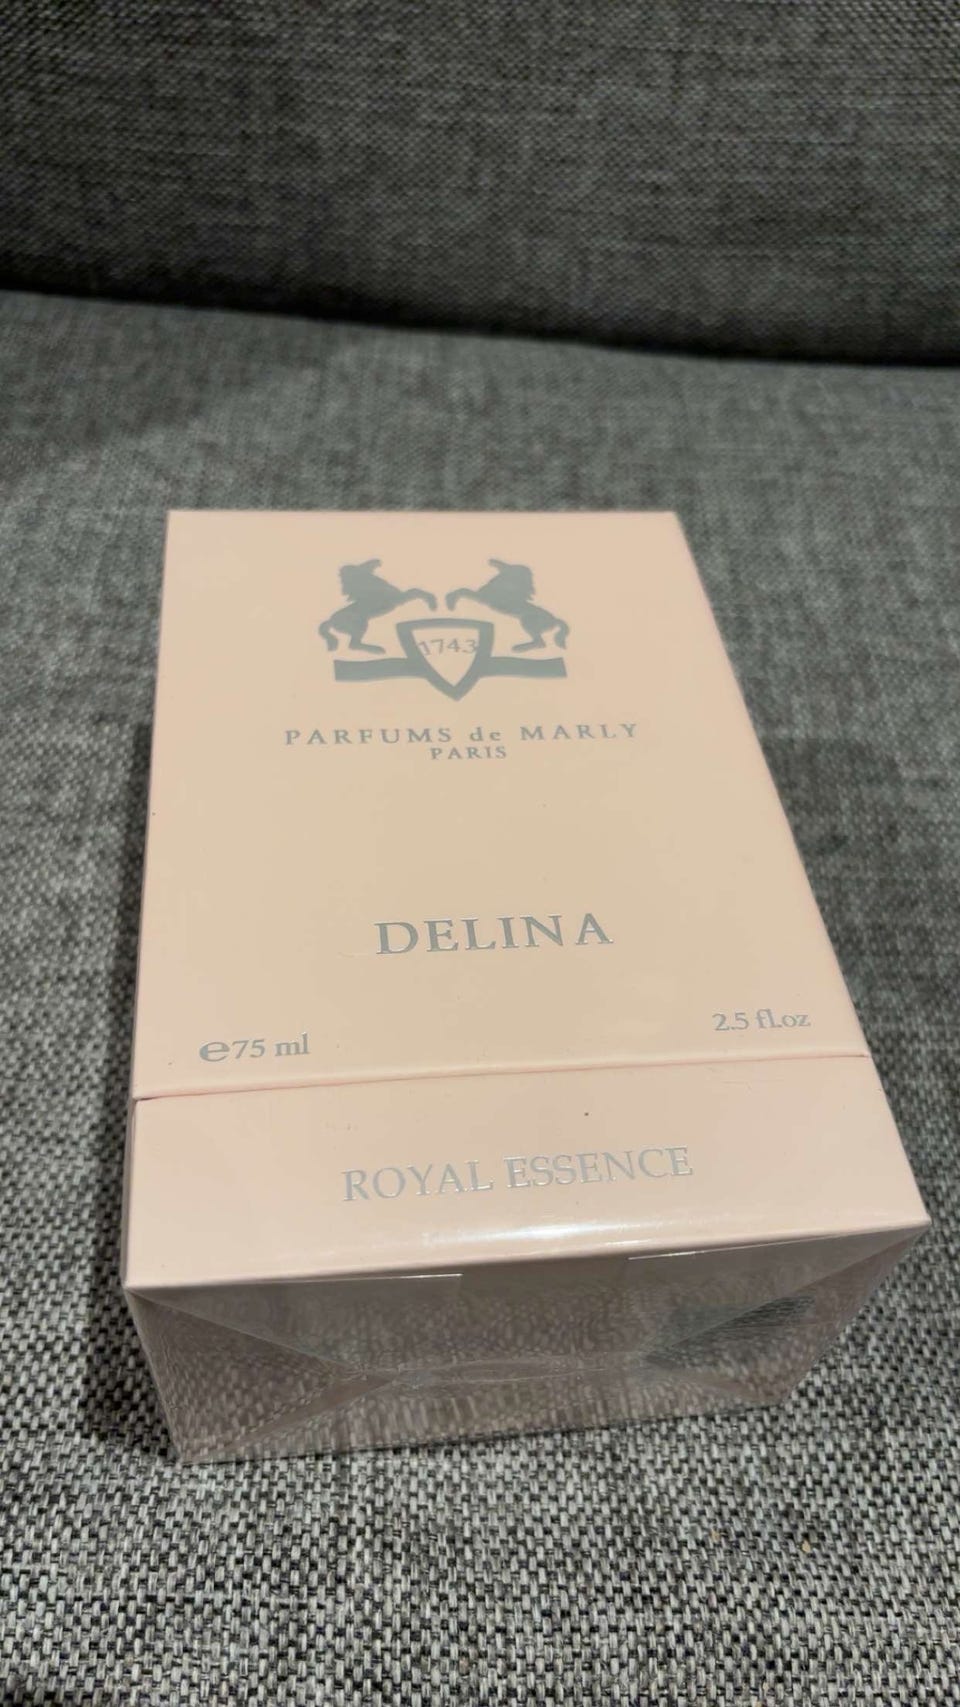 1743
PARFUMS de MARLY
PARIS
DELINA
℮75 ml 2.5 fl.oz
ROYAL ESSENCE